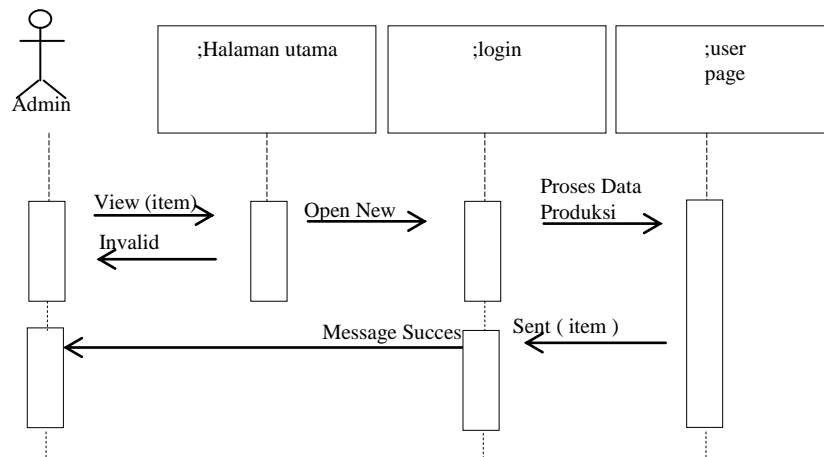 ;Halaman utama
;login
;user
page
Admin
View (item)
Open New
Proses Data
Produksi
Invalid
Message Succes
Sent ( item )